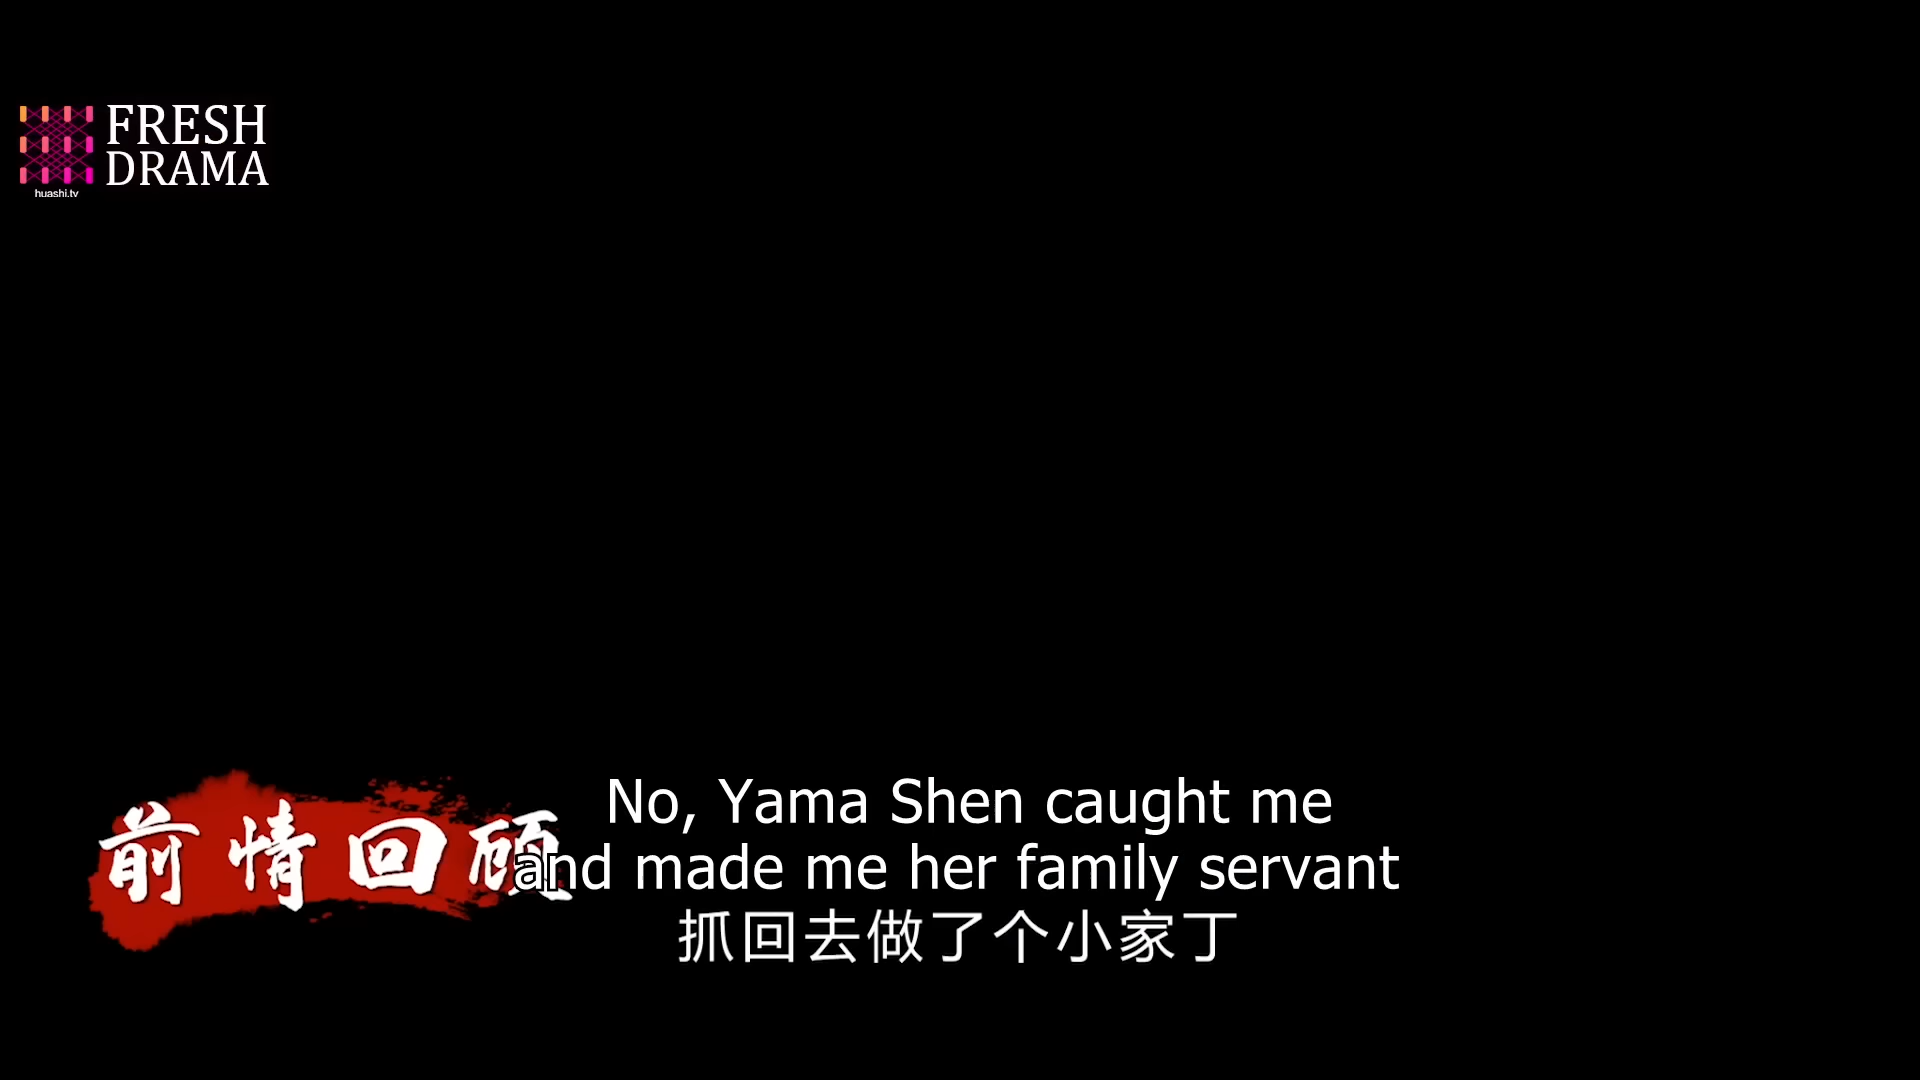 FRESH
DRAMA
huashi.tv
前情回顾
No, Yama Shen caught me
and made me her family servant
抓回去做了个小家丁